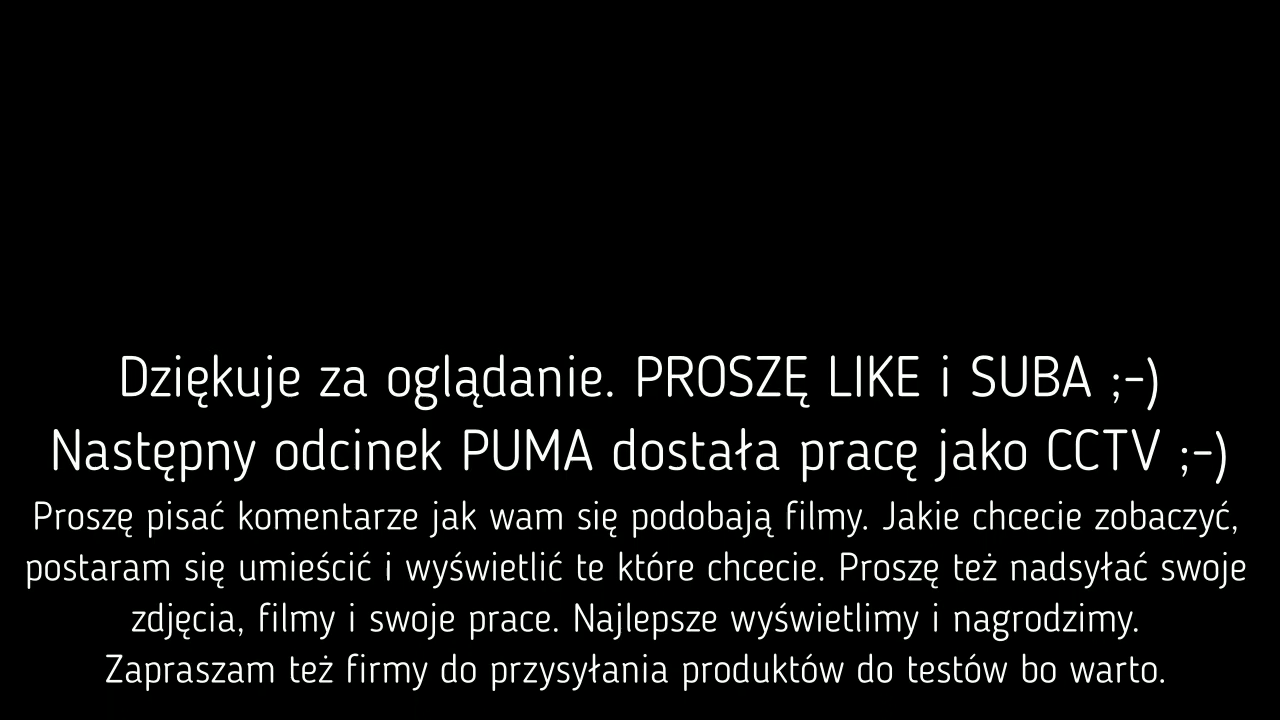 Dziękuje za oglądanie. PROSZĘ LIKE i SUBA ;-)
Następny odcinek PUMA dostała pracę jako CCTV ;-)
Proszę pisać komentarze jak wam się podobają filmy. Jakie chcecie zobaczyć,
postaram się umieścić i wyświetlić te które chcecie. Proszę też nadsyłać swoje
zdjęcia, filmy i swoje prace. Najlepsze wyświetlimy i nagrodzimy.
Zapraszam też firmy do przysyłania produktów do testów bo warto.